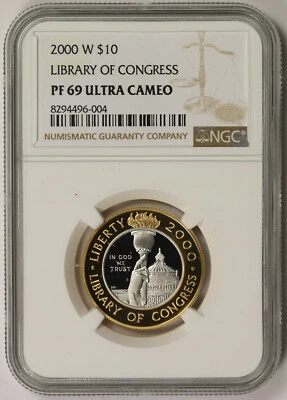 2000 W $10
LIBRARY OF CONGRESS
PF 69 ULTRA CAMEO
8294496-004
NUMISMATIC GUARANTY COMPANY
NGC
LIBERTY 2000
IN GOD
WE
TRUST
LIBRARY OF CONGRESS